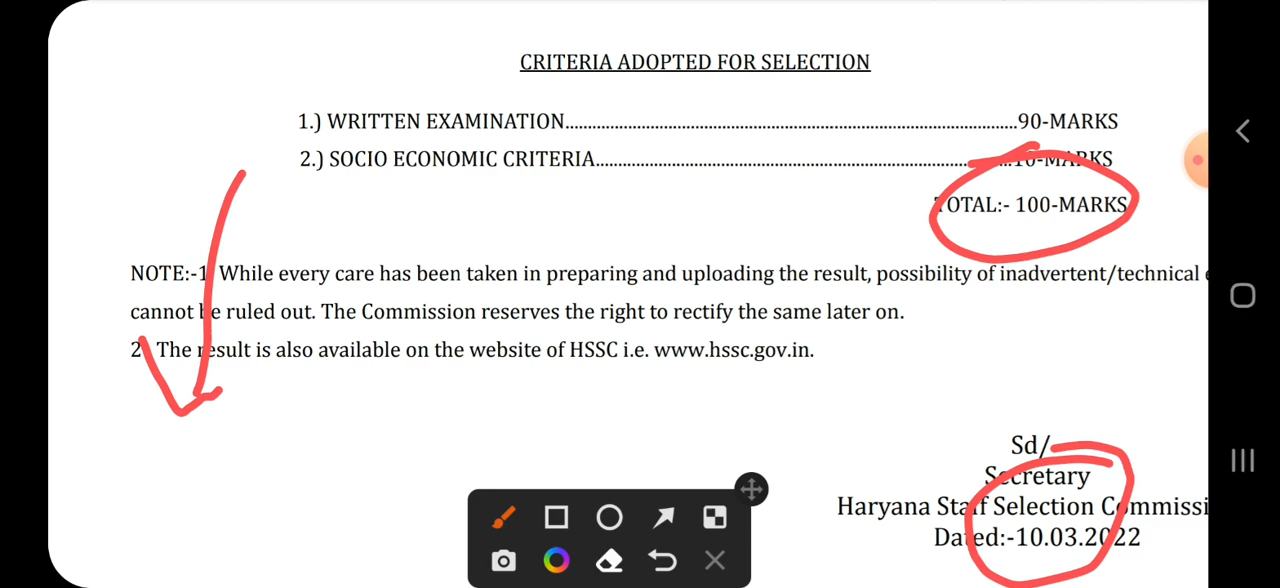 CRITERIA ADOPTED FOR SELECTION
1.) WRITTEN EXAMINATION....................................................................................................90-MARKS
2.) SOCIO ECONOMIC CRITERIA............................................................................................10-MARKS
TOTAL:- 100-MARKS
NOTE:-1. While every care has been taken in preparing and uploading the result, possibility of inadvertent/technical
cannot be ruled out. The Commission reserves the right to rectify the same later on.
2. The result is also available on the website of HSSC i.e. www.hssc.gov.in.
Sd/
Secretary
Haryana Staff Selection Commissi
Dated:-10.03.2022